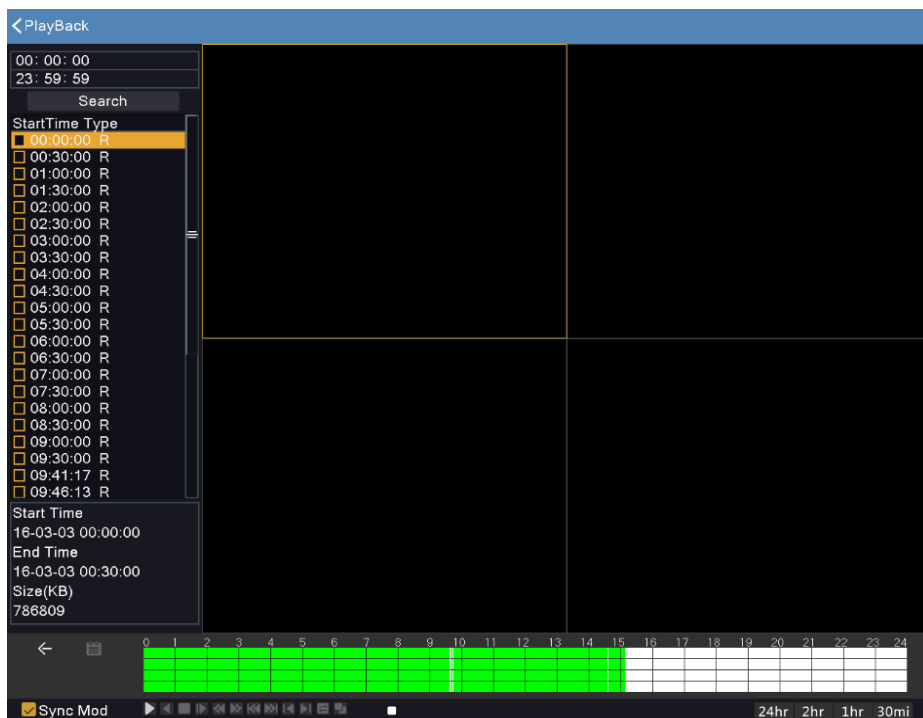 PlayBack
00: 00: 00
23: 59: 59
Search
StartTime Type
00:00:00 R
00:30:00 R
01:00:00 R
01:30:00 R
02:00:00 R
02:30:00 R
03:00:00 R
03:30:00 R
04:00:00 R
04:30:00 R
05:00:00 R
05:30:00 R
06:00:00 R
06:30:00 R
07:00:00 R
07:30:00 R
08:00:00 R
08:30:00 R
09:00:00 R
09:30:00 R
09:41:17 R
09:46:13 R
Start Time
16-03-03 00:00:00
End Time
16-03-03 00:30:00
Size(KB)
786809
0 1 2 3 4 5 6 7 8 9 10 11 12 13 14 15 16 17 18 19 20 21 22 23 24
Sync Mod
24hr 2hr 1hr 30mi